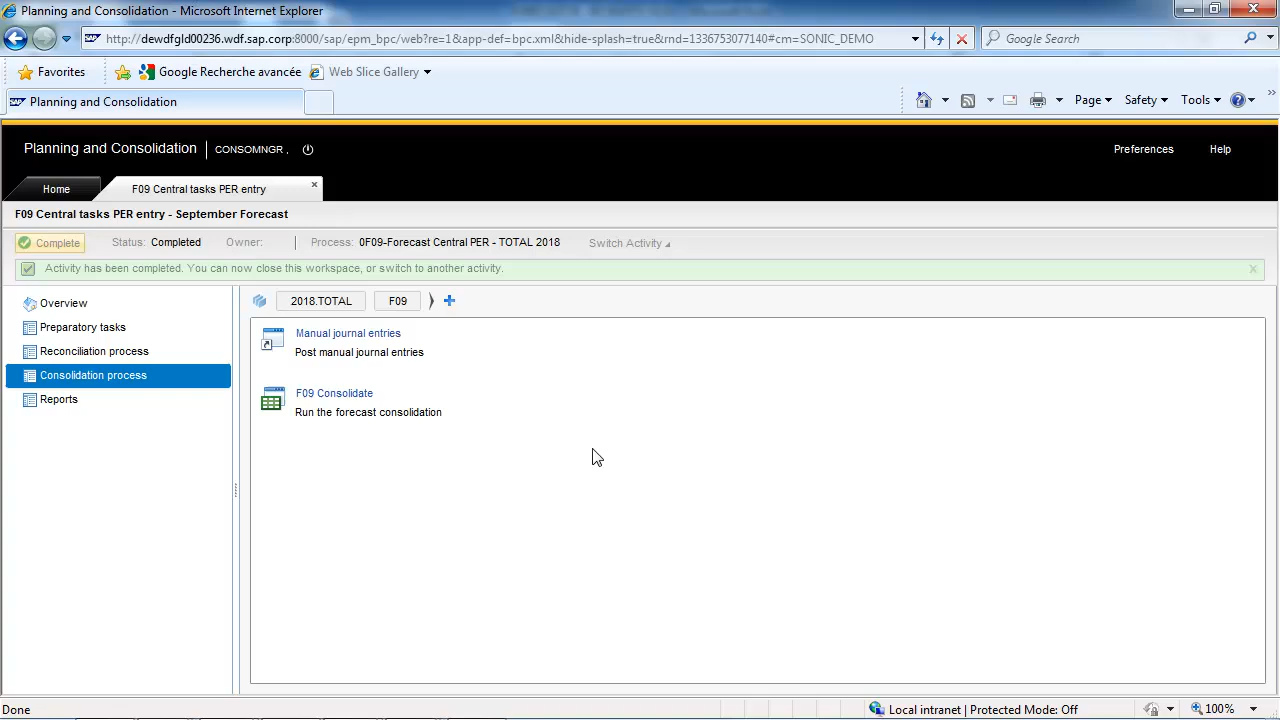 Planning and Consolidation - Microsoft Internet Explorer
http://dewdfgld00236.wdf.sap.corp:8000/sap/epm_bpc/web?re=1&app-def=bpc.xml&hide-splash=true&rnd=1336753077140#cm=SONIC_DEMO
Google Search
Favorites
Google Recherche avancée
Web Slice Gallery
SAP
Planning and Consolidation
Page
Safety
Tools
»
Planning and Consolidation
CONSOMNGR .
Preferences
Help
Home
F09 Central tasks PER entry
F09 Central tasks PER entry - September Forecast
Complete
Status: Completed
Owner:
Process: 0F09-Forecast Central PER - TOTAL 2018
Switch Activity
Activity has been completed. You can now close this workspace, or switch to another activity.
Overview
Preparatory tasks
Reconciliation process
Consolidation process
Reports
2018.TOTAL
F09
Manual journal entries
Post manual journal entries
F09 Consolidate
Run the forecast consolidation
Done
Local intranet | Protected Mode: Off
100%